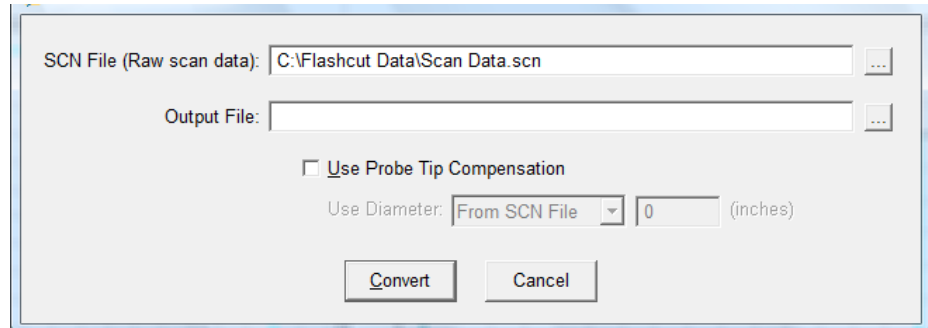 SCN File (Raw scan data): C:\Flashcut Data\Scan Data.scn ...
Output File: ...
Use Probe Tip Compensation
Use Diameter: From SCN File 0 (inches)
Convert Cancel